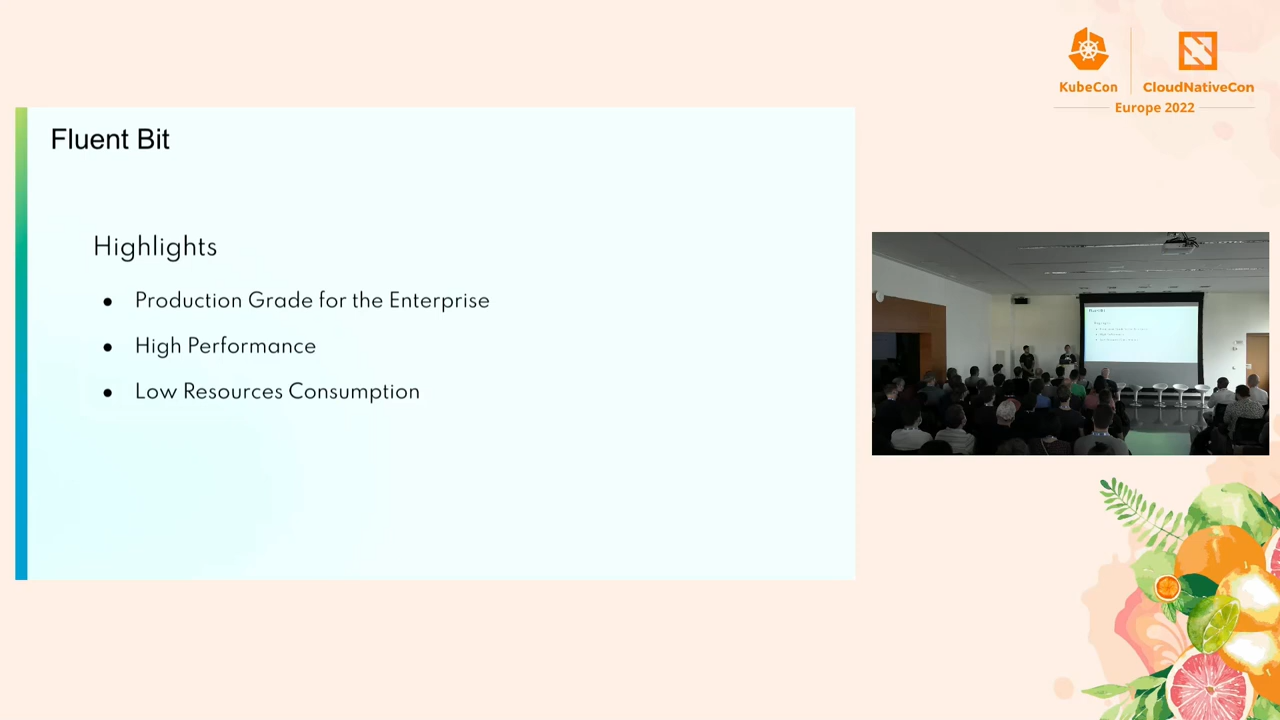 KubeCon
CloudNativeCon
Europe 2022
Fluent Bit
Highlights
● Production Grade for the Enterprise
● High Performance
● Low Resources Consumption